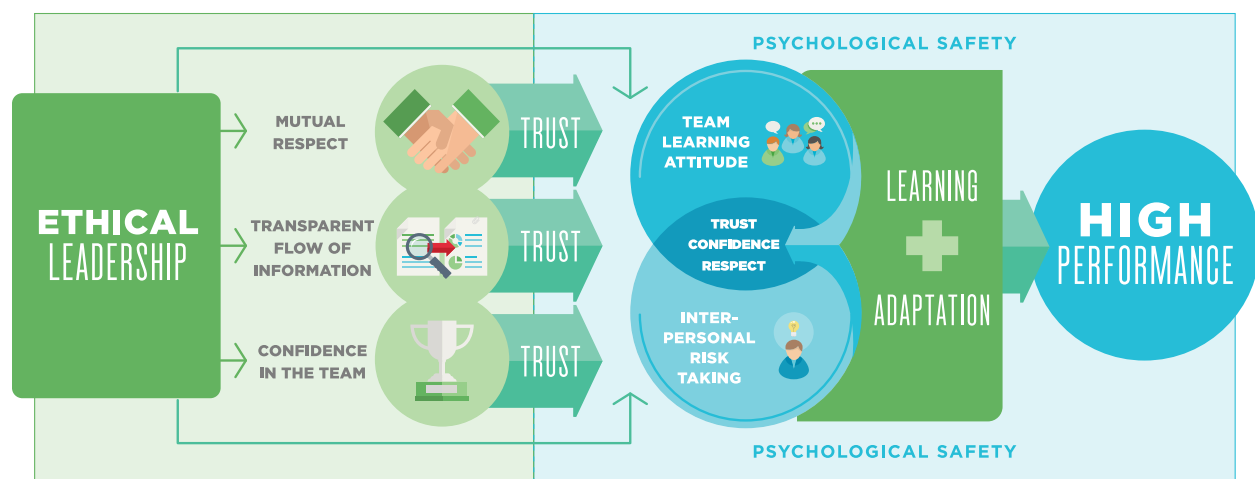 PSYCHOLOGICAL SAFETY
ETHICAL
LEADERSHIP
MUTUAL
RESPECT
TRUST
TRANSPARENT
FLOW OF
INFORMATION
TRUST
CONFIDENCE
IN THE TEAM
TRUST
TEAM
LEARNING
ATTITUDE
TRUST
CONFIDENCE
RESPECT
INTER-
PERSONAL
RISK
TAKING
LEARNING
+
ADAPTATION
HIGH
PERFORMANCE
PSYCHOLOGICAL SAFETY